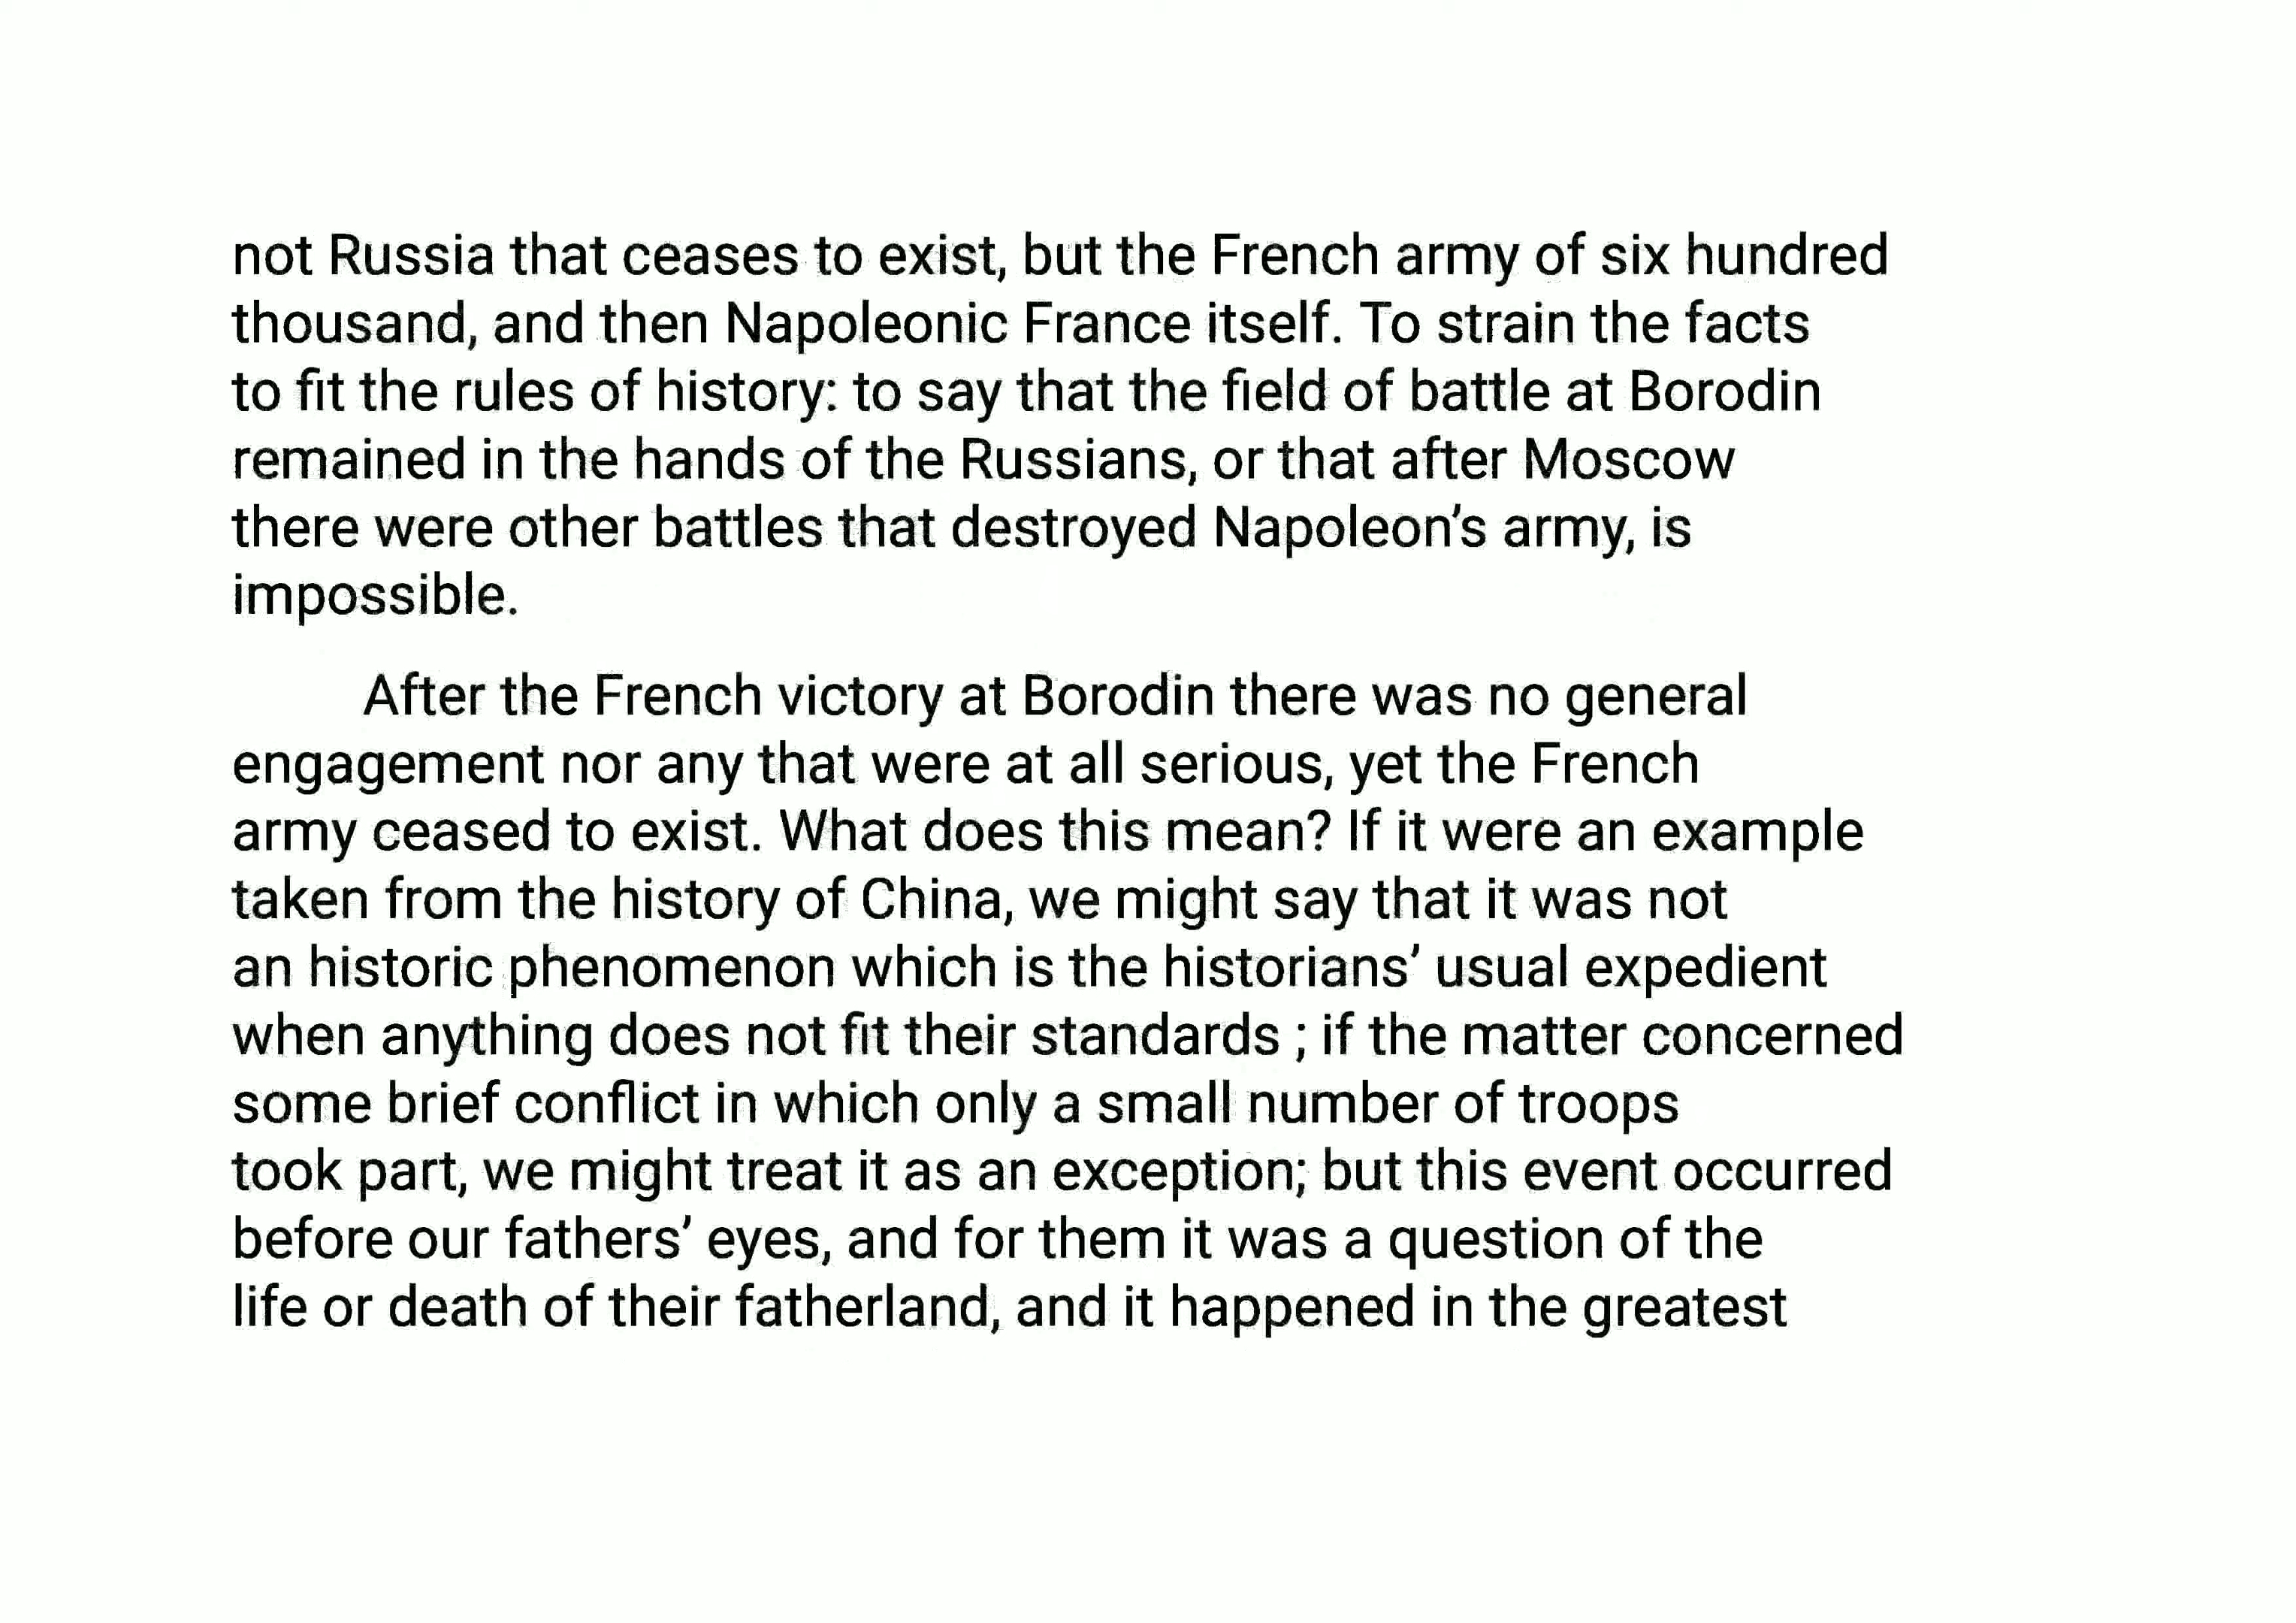 not Russia that ceases to exist, but the French army of six hundred
thousand, and then Napoleonic France itself. To strain the facts
to fit the rules of history: to say that the field of battle at Borodin
remained in the hands of the Russians, or that after Moscow
there were other battles that destroyed Napoleon's army, is
impossible.
After the French victory at Borodin there was no general
engagement nor any that were at all serious, yet the French
army ceased to exist. What does this mean? If it were an example
taken from the history of China, we might say that it was not
an historic phenomenon which is the historians’ usual expedient
when anything does not fit their standards ; if the matter concerned
some brief conflict in which only a small number of troops
took part, we might treat it as an exception; but this event occurred
before our fathers’ eyes, and for them it was a question of the
life or death of their fatherland, and it happened in the greatest